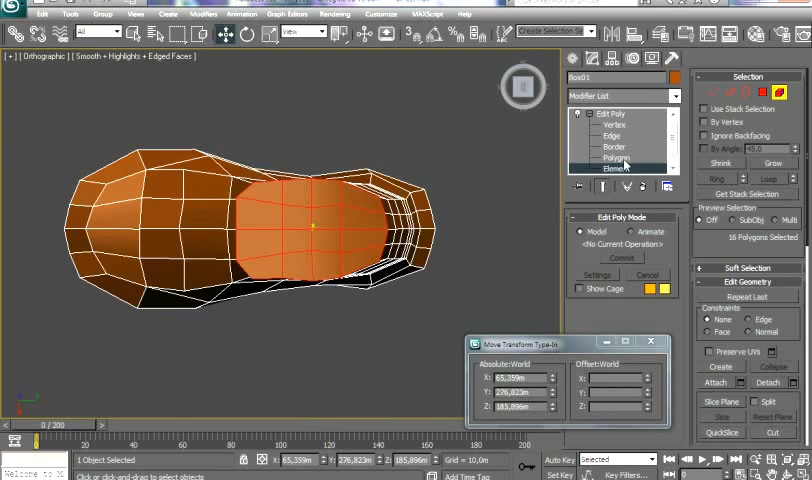 Edit Tools Group Views Create Modifiers Animation Graph Editors Rendering Customize MAXScript Help
All View Create Selection Se
[ + ] [ Orthographic ] [ Smooth + Highlights + Edged Faces ]
Box01
Modifier List
Edit Poly
Vertex
Edge
Border
Polygon
Element
Edit Poly Mode
Model Animate
<No Current Operation>
Commit
Settings Cancel
Show Cage
Selection
Use Stack Selection
By Vertex
Ignore Backfacing
By Angle: 45,0
Shrink Grow
Ring Loop
Get Stack Selection
Preview Selection
Off SubObj Multi
16 Polygons Selected
Soft Selection
Edit Geometry
Repeat Last
Constraints
None Edge
Face Normal
Preserve UVs
Create Collapse
Attach Detach
Slice Plane Split
Slice Reset Plane
QuickSlice Cut
Move Transform Type-In
Absolute:World Offset:World
X: 65,359m X:
Y: 276,823m Y:
Z: 185,896m Z:
0 / 200
0 20 40 60 80 100 120 140 160 180 200
1 Object Selected X: 65,359m Y: 276,823m Z: 185,896m Grid = 10,0m Auto Key Selected
Welcome to M Click or click-and-drag to select objects Add Time Tag Set Key Key Filters... 0